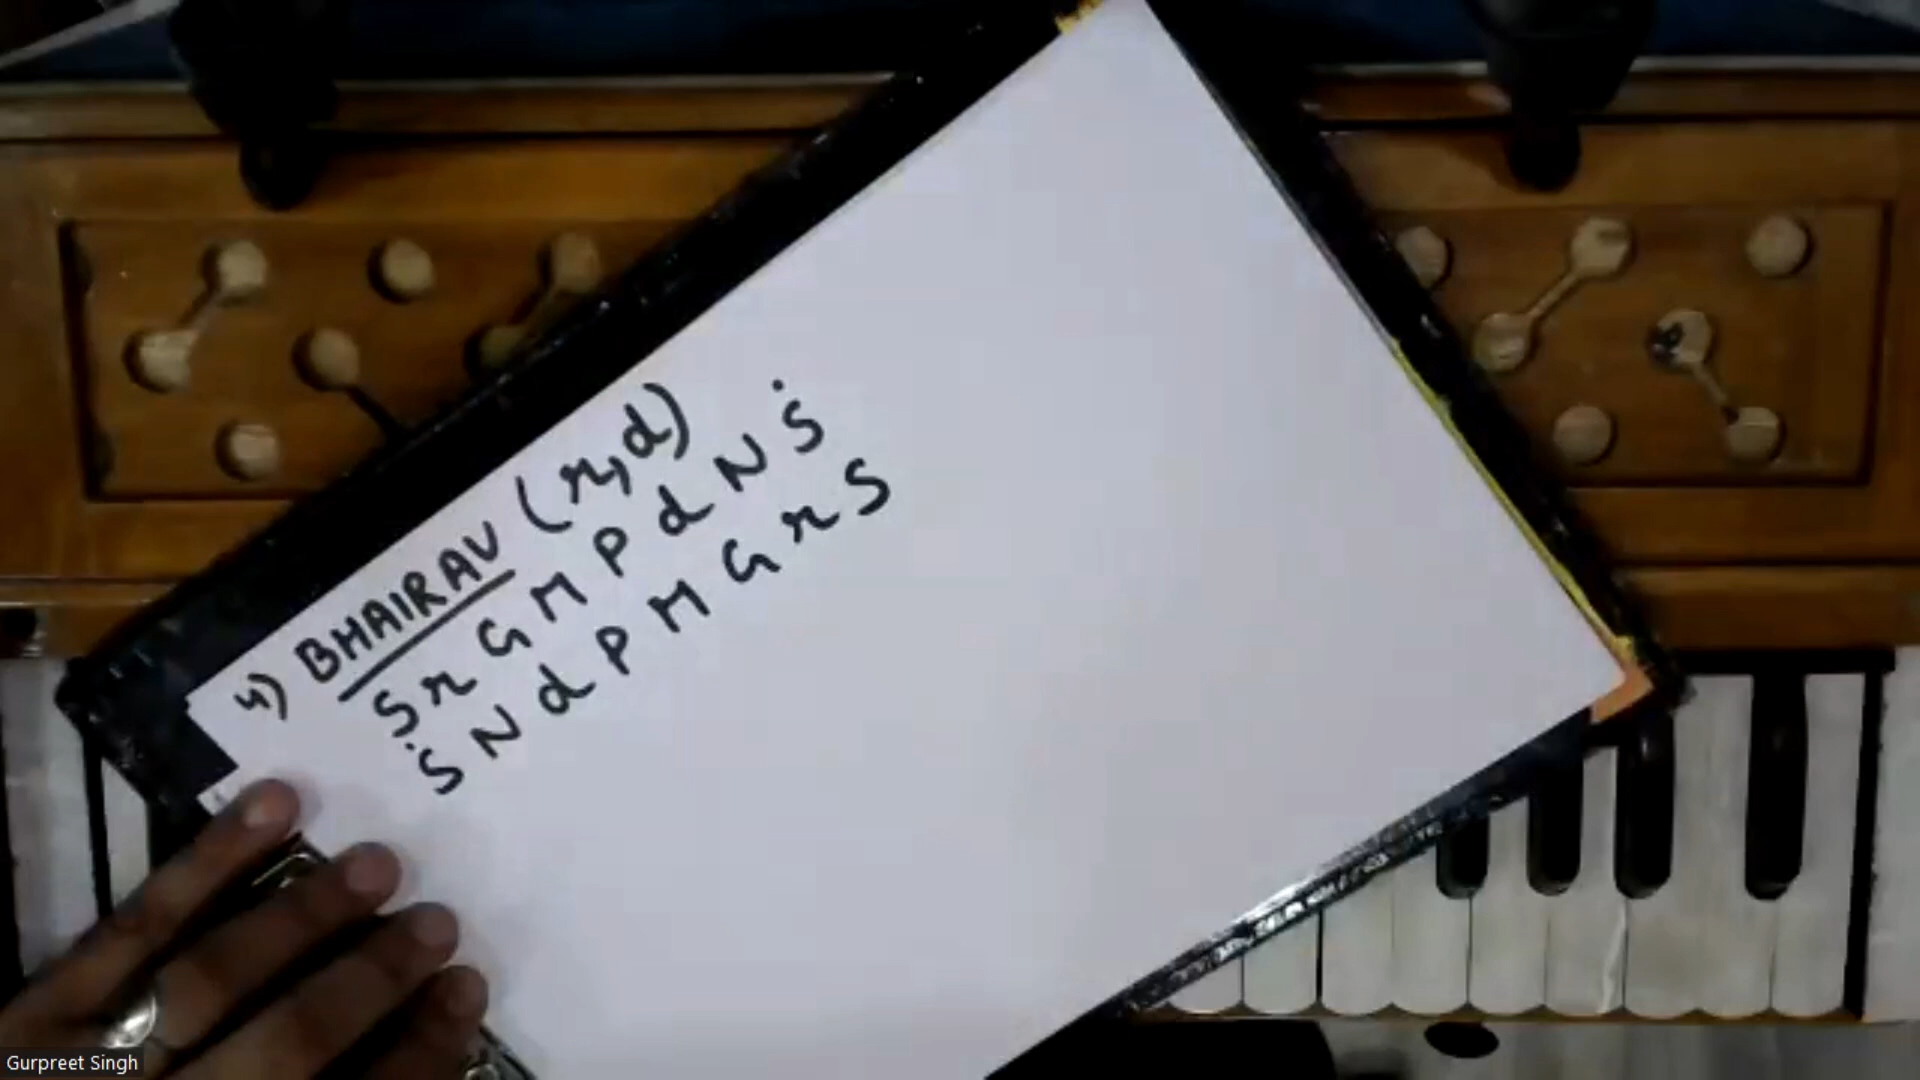 4) BHAIRAV (r,d)
S r G M P d N Ṡ
Ṡ N d P M G r S
Gurpreet Singh